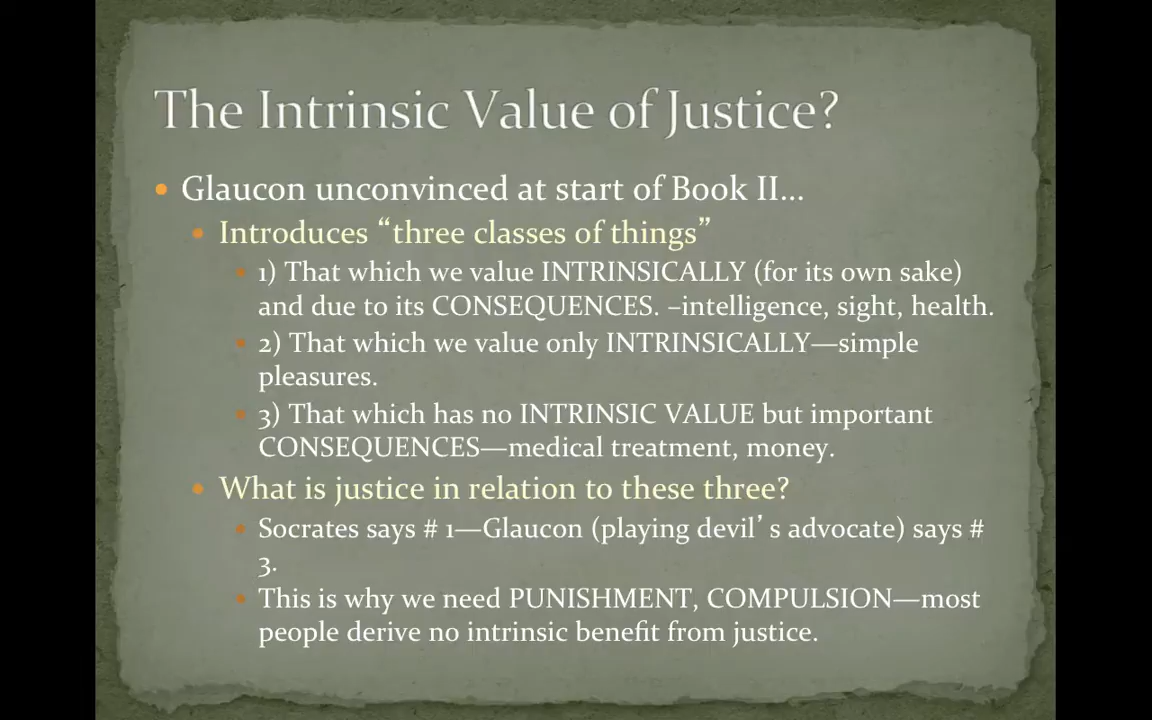 The Intrinsic Value of Justice?
Glaucon unconvinced at start of Book II...
Introduces “three classes of things”
1) That which we value INTRINSICALLY (for its own sake)
and due to its CONSEQUENCES. –intelligence, sight, health.
2) That which we value only INTRINSICALLY—simple
pleasures.
3) That which has no INTRINSIC VALUE but important
CONSEQUENCES—medical treatment, money.
What is justice in relation to these three?
Socrates says # 1—Glaucon (playing devil’s advocate) says #
3.
This is why we need PUNISHMENT, COMPULSION—most
people derive no intrinsic benefit from justice.